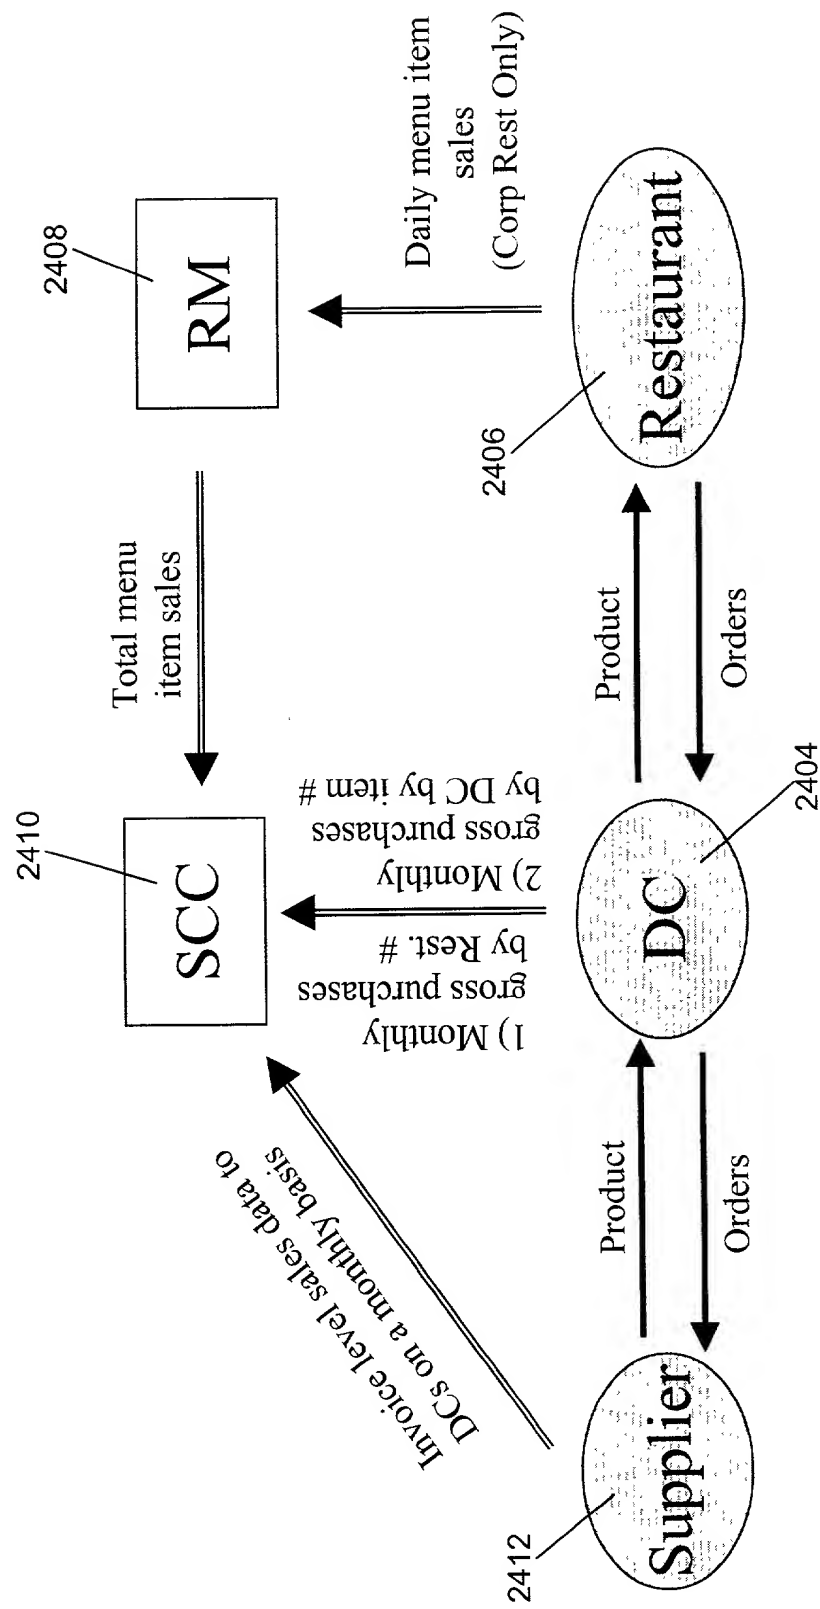 2410
SCC
Total menu
item sales
2408
RM
Invoice level sales data to
DCs on a monthly basis
1) Monthly
gross purchases
by Rest. #
2) Monthly
gross purchases
by DC by item #
Daily menu item
sales
(Corp Rest Only)
2412
Supplier
Product
Orders
DC
2404
Product
Orders
2406
Restaurant